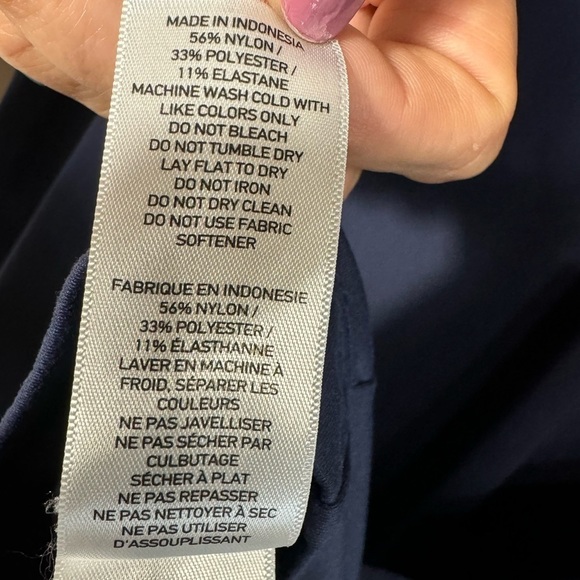 MADE IN INDONESIA
56% NYLON /
33% POLYESTER /
11% ELASTANE
MACHINE WASH COLD WITH
LIKE COLORS ONLY
DO NOT BLEACH
DO NOT TUMBLE DRY
LAY FLAT TO DRY
DO NOT IRON
DO NOT DRY CLEAN
DO NOT USE FABRIC
SOFTENER
FABRIQUE EN INDONESIE
56% NYLON /
33% POLYESTER /
11% ÉLASTHANNE
LAVER EN MACHINE À
FROID, SÉPARER LES
COULEURS
NE PAS JAVELLISER
NE PAS SÉCHER PAR
CULBUTAGE
SÉCHER À PLAT
NE PAS REPASSER
NE PAS NETTOYER À SEC
NE PAS UTILISER
D'ASSOUPLISSANT